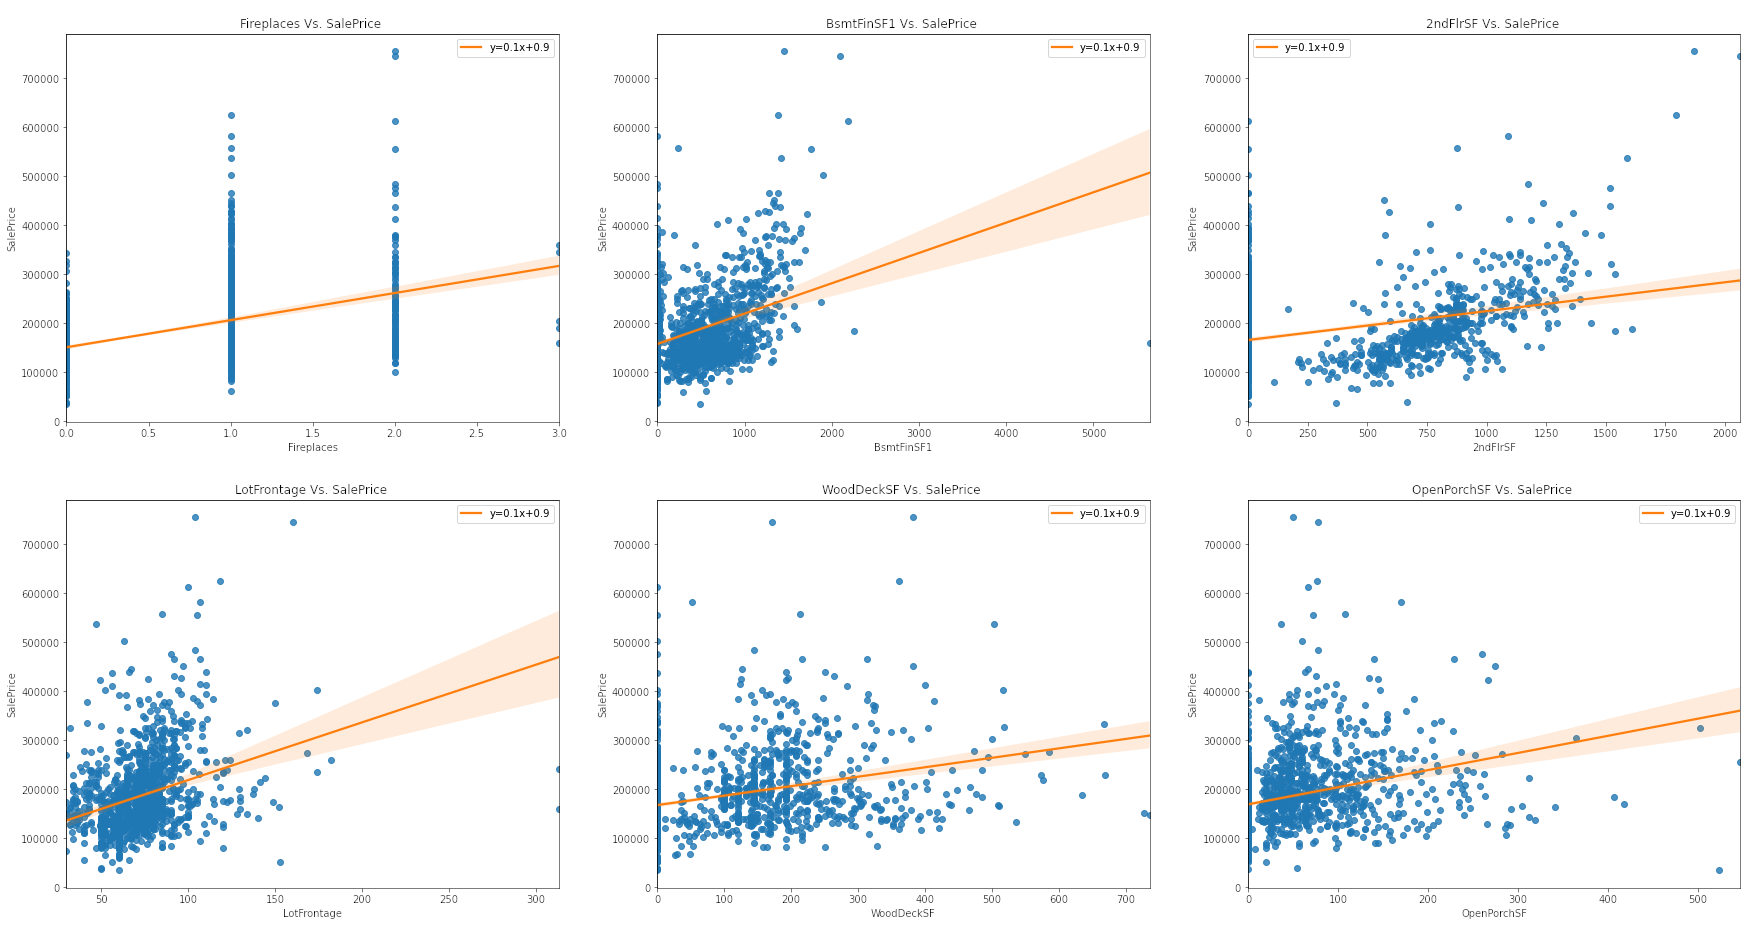 Fireplaces Vs. SalePrice
y=0.1x+0.9
SalePrice
700000
600000
500000
400000
300000
200000
100000
0
0.0 0.5 1.0 1.5 2.0 2.5 3.0
Fireplaces
BsmtFinSF1 Vs. SalePrice
y=0.1x+0.9
SalePrice
700000
600000
500000
400000
300000
200000
100000
0
0 1000 2000 3000 4000 5000
BsmtFinSF1
2ndFlrSF Vs. SalePrice
y=0.1x+0.9
SalePrice
700000
600000
500000
400000
300000
200000
100000
0
0 250 500 750 1000 1250 1500 1750 2000
2ndFlrSF
LotFrontage Vs. SalePrice
y=0.1x+0.9
SalePrice
700000
600000
500000
400000
300000
200000
100000
0
50 100 150 200 250 300
LotFrontage
WoodDeckSF Vs. SalePrice
y=0.1x+0.9
SalePrice
700000
600000
500000
400000
300000
200000
100000
0
0 100 200 300 400 500 600 700
WoodDeckSF
OpenPorchSF Vs. SalePrice
y=0.1x+0.9
SalePrice
700000
600000
500000
400000
300000
200000
100000
0
0 100 200 300 400 500
OpenPorchSF